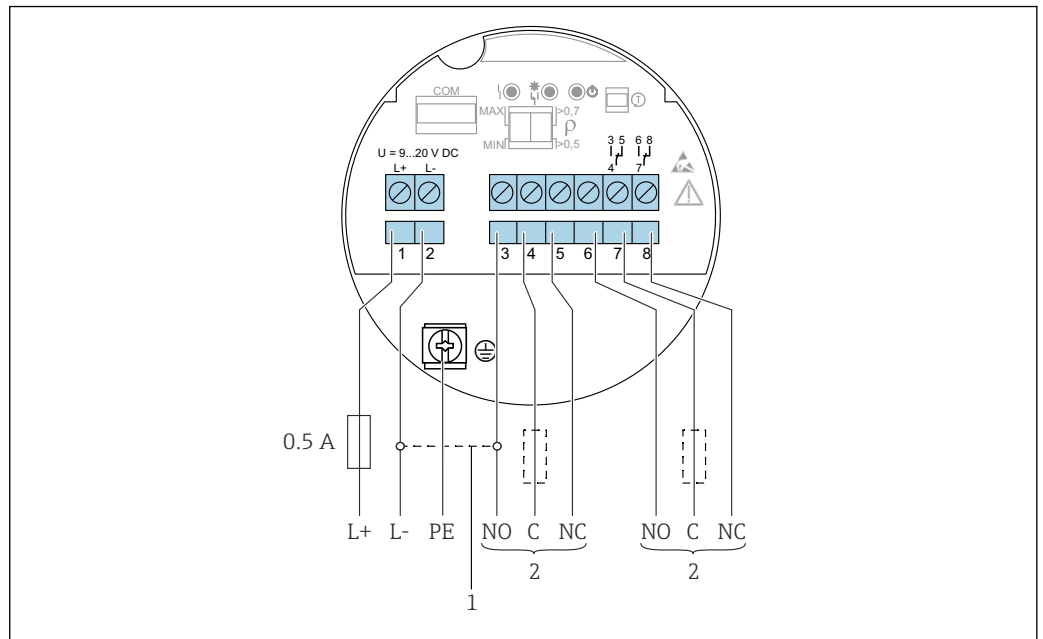 COM
MAX
>0,7
ρ
MIN
>0,5
T
3 5
4
6 8
7
U = 9...20 V DC
L+ L-
1 2 3 4 5 6 7 8
0.5 A
L+ L- PE NO C NC NO C NC
2 2
1